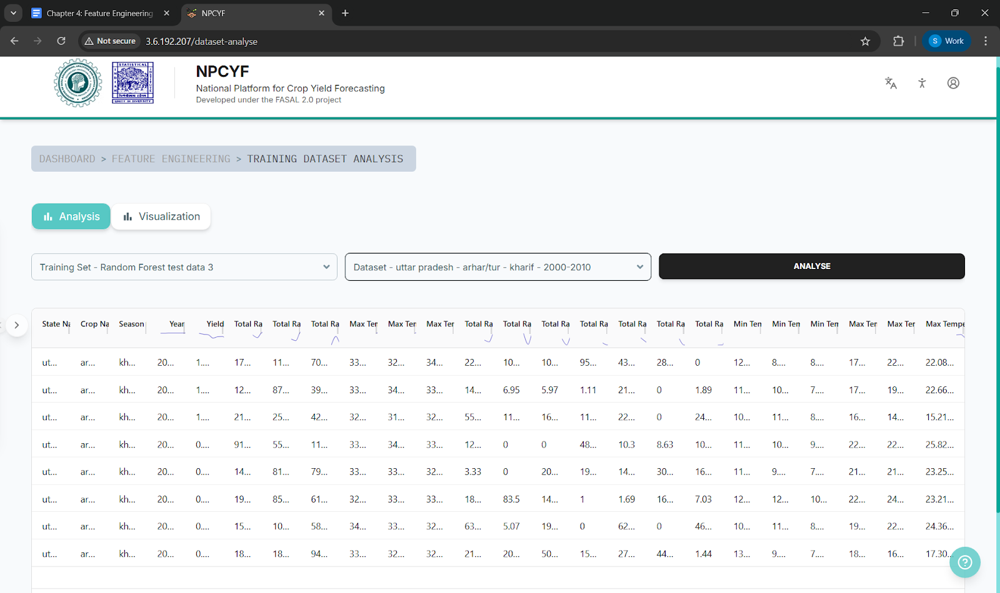 Chapter 4: Feature Engineering
NPCYF
Not secure
3.6.192.207/dataset-analyse
S Work
STATISTICAL
INDIAN
INSTITUTE
UNITY IN DIVERSITY
NPCYF
National Platform for Crop Yield Forecasting
Developed under the FASAL 2.0 project
DASHBOARD > FEATURE ENGINEERING > TRAINING DATASET ANALYSIS
Analysis Visualization
Training Set - Random Forest test data 3 Dataset - uttar pradesh - arhar/tur - kharif - 2000-2010 ANALYSE
State Na Crop Na Season Year Yield Total Ra Total Ra Total Ra Max Ter Max Ter Max Ter Total Ra Total Ra Total Ra Total Ra Total Ra Total Ra Total Ra Min Ten Min Ten Min Ten Max Ter Max Ter Max Tempe
ut... ar... kh... 20... 1.... 17... 11... 70... 33... 32... 34... 22... 10... 10... 95... 43... 28... 0 12... 8.... 8.... 17... 22... 22.08...
ut... ar... kh... 20... 1.... 12... 87... 39... 33... 34... 33... 14... 6.95 5.97 1.11 21... 0 1.89 11... 10... 7.... 17... 19... 22.66...
ut... ar... kh... 20... 1.... 21... 25... 42... 32... 31... 32... 55... 11... 16... 11... 22... 0 24... 10... 11... 8.... 16... 14... 15.21...
ut... ar... kh... 20... 0.... 91... 55... 11... 33... 34... 33... 12... 0 0 48... 10.3 8.63 10... 11... 10... 9.... 22... 22... 25.82...
ut... ar... kh... 20... 0.... 14... 81... 79... 33... 33... 32... 3.33 0 20... 19... 14... 30... 16... 11... 9.... 7.... 21... 21... 23.25...
ut... ar... kh... 20... 0.... 19... 85... 61... 32... 33... 33... 18... 83.5 14... 1 1.69 16... 7.03 12... 12... 10... 22... 24... 23.21...
ut... ar... kh... 20... 0.... 15... 10... 58... 34... 33... 32... 63... 5.07 19... 0 62... 0 46... 10... 11... 8.... 19... 22... 24.36...
ut... ar... kh... 20... 0.... 18... 18... 94... 33... 32... 32... 21... 20... 50... 15... 27... 44... 1.44 13... 9.... 7.... 18... 16... 17.30...